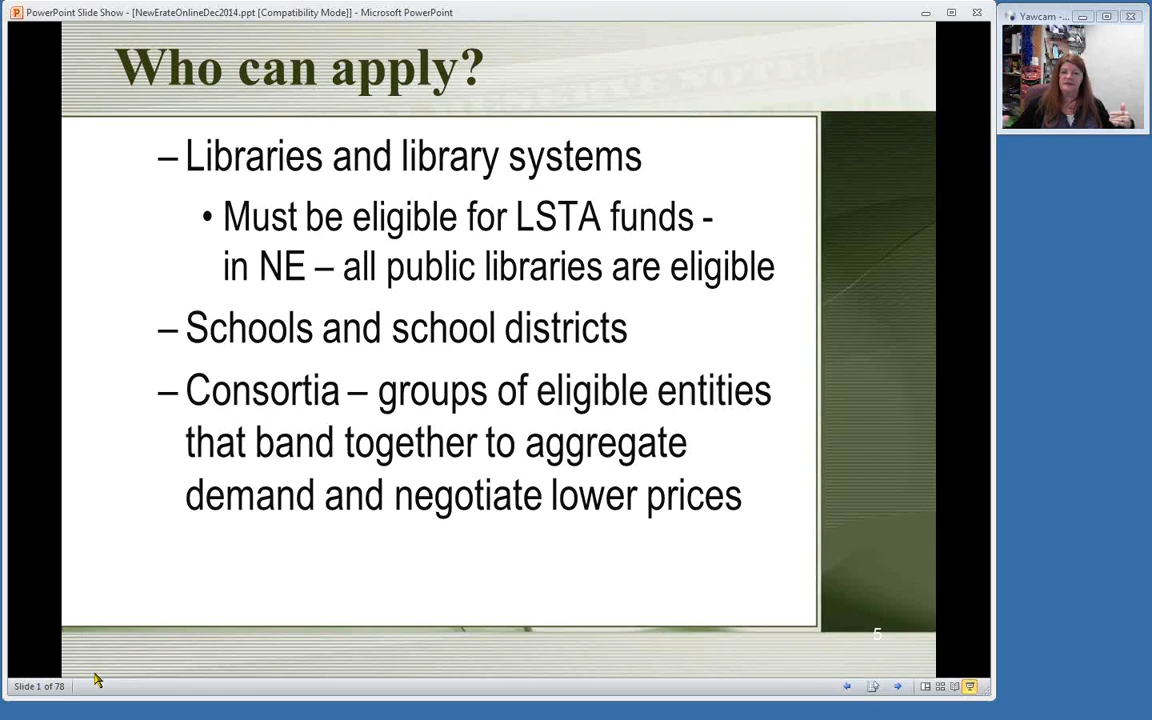 PowerPoint Slide Show - [NewErateOnlineDec2014.ppt [Compatibility Mode]] - Microsoft PowerPoint
Yawcam - ...
Who can apply?
– Libraries and library systems
• Must be eligible for LSTA funds -
in NE – all public libraries are eligible
– Schools and school districts
– Consortia – groups of eligible entities
that band together to aggregate
demand and negotiate lower prices
5
Slide 1 of 78